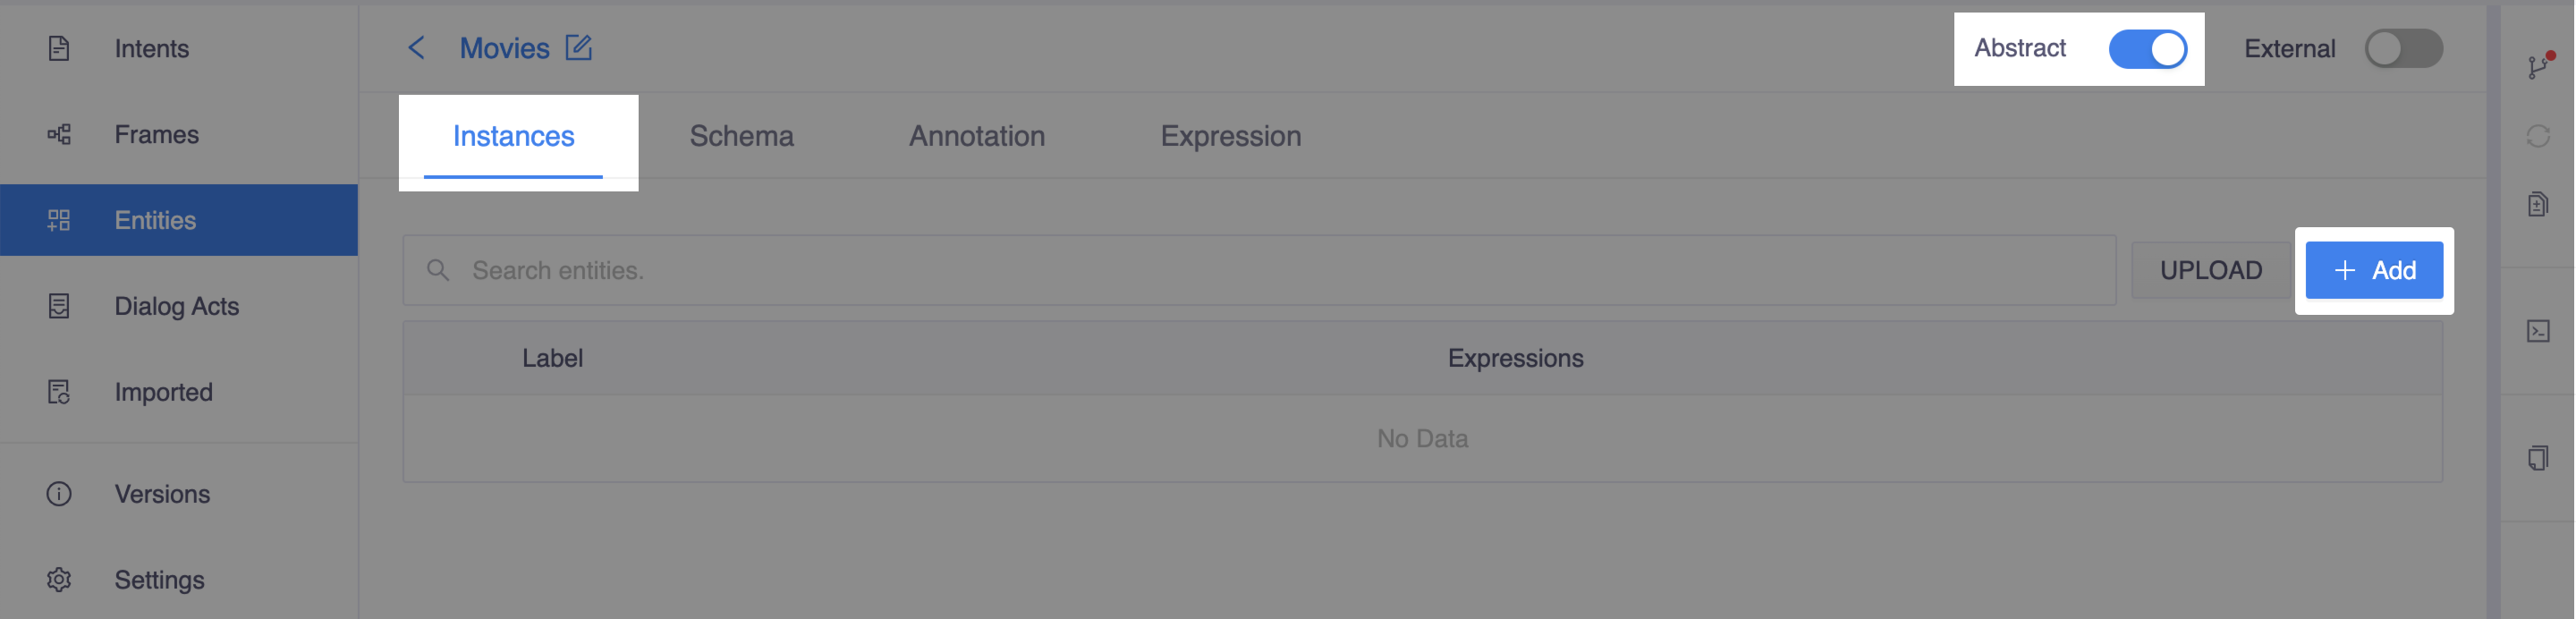 Intents
Frames
Entities
Dialog Acts
Imported
Versions
Settings
Movies
Abstract
External
Instances
Schema
Annotation
Expression
Search entities.
UPLOAD
+ Add
Label
Expressions
No Data